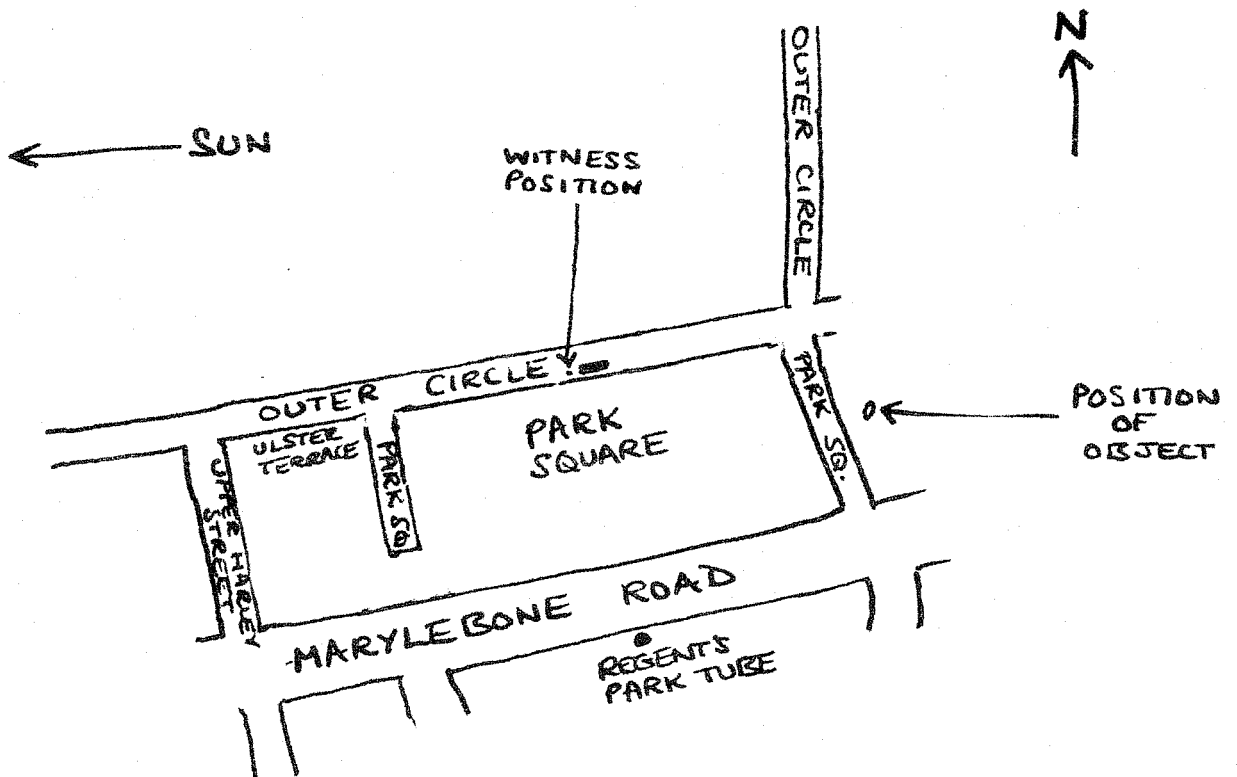 N
SUN
WITNESS
POSITION
OUTER CIRCLE
OUTER CIRCLE
PARK SQ.
POSITION
OF
OBJECT
PARK
SQUARE
ULSTER
TERRACE
PARK SQ
UPPER HARLEY
STREET
MARYLEBONE ROAD
REGENT'S
PARK TUBE